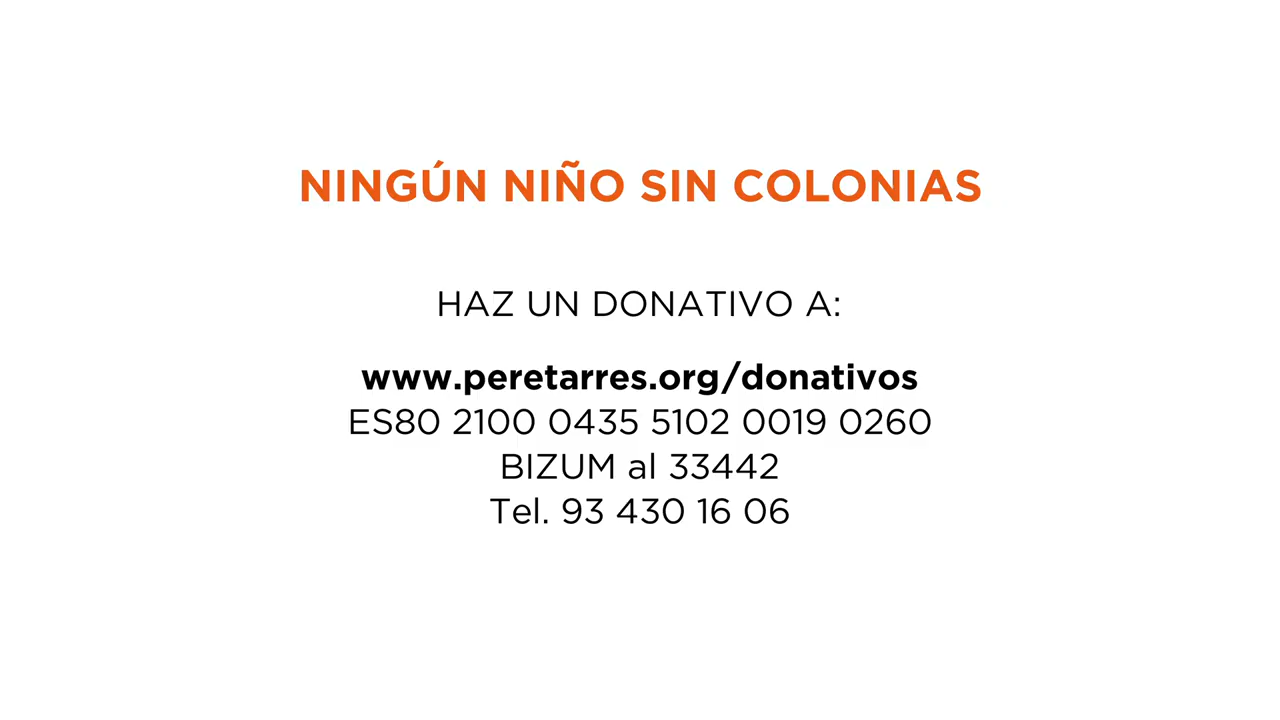 NINGÚN NIÑO SIN COLONIAS
HAZ UN DONATIVO A:
www.peretarres.org/donativos
ES80 2100 0435 5102 0019 0260
BIZUM al 33442
Tel. 93 430 16 06